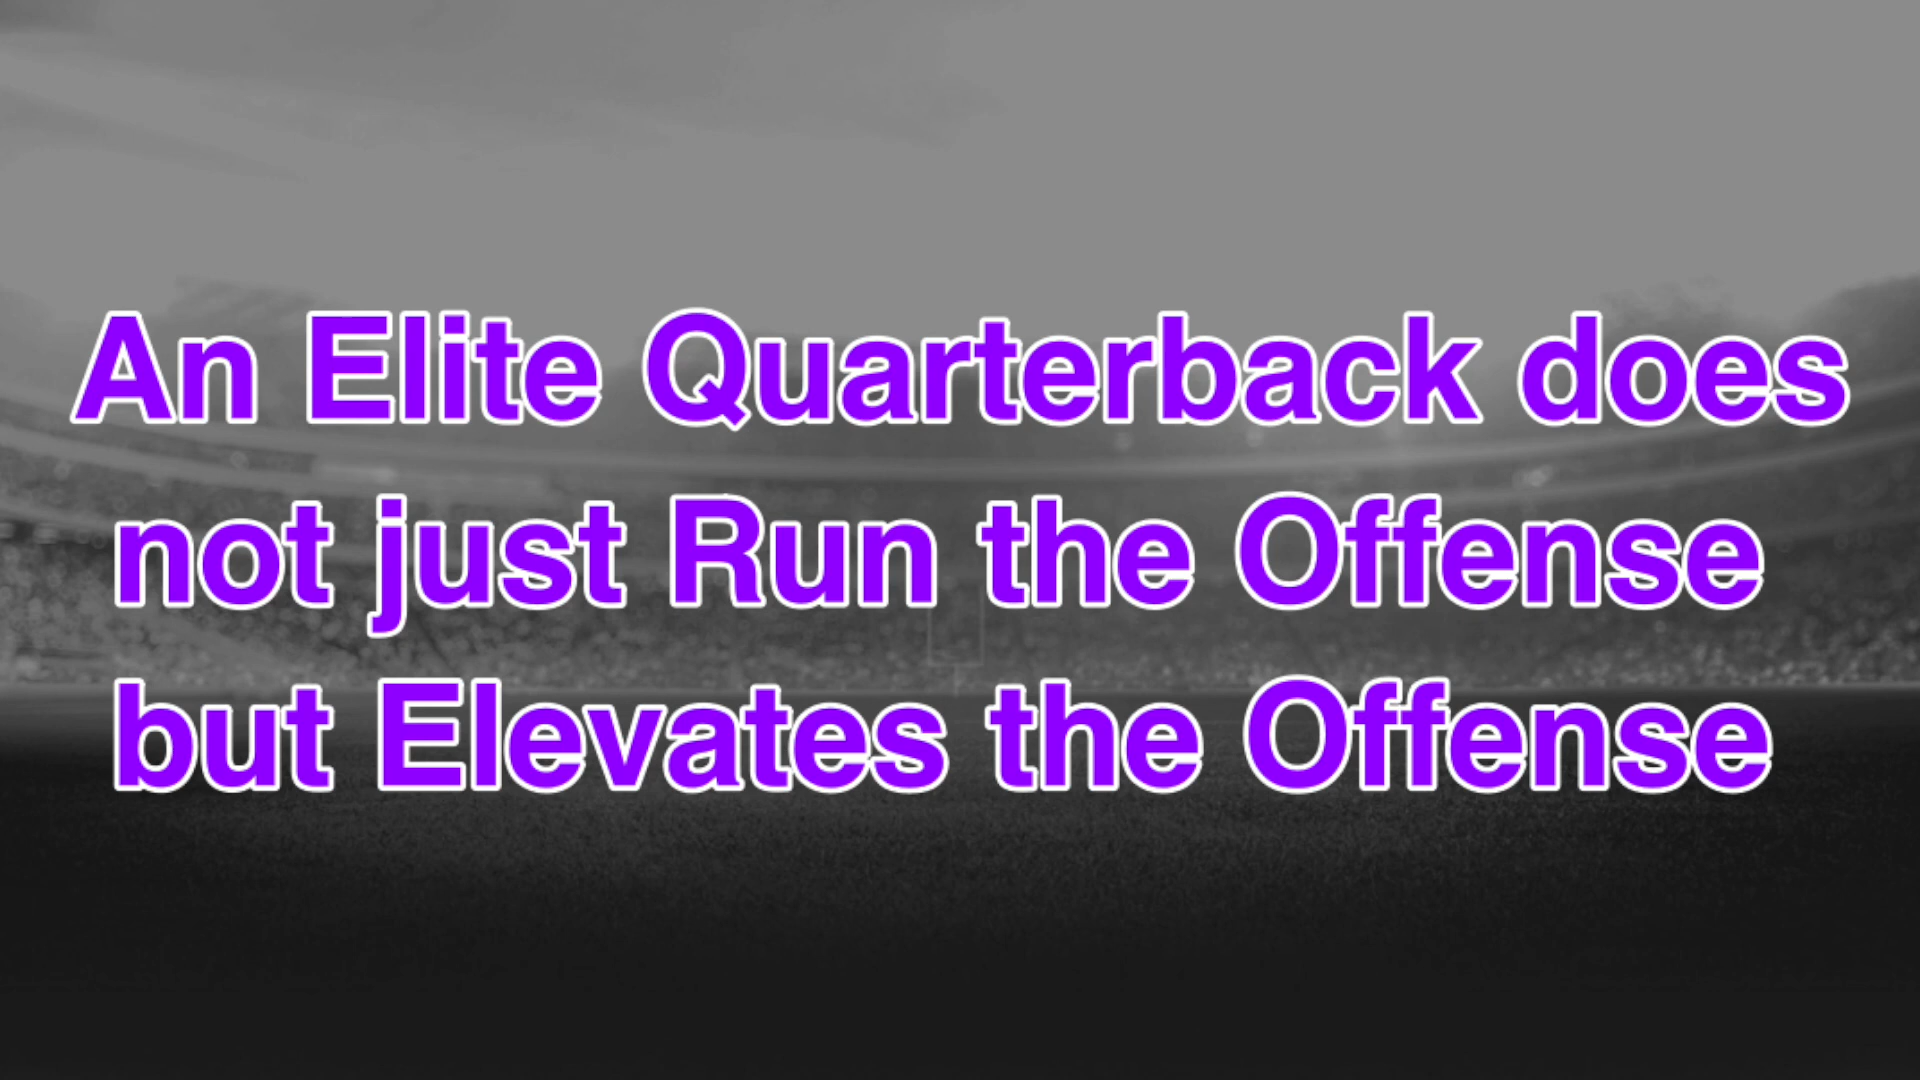 An Elite Quarterback does
not just Run the Offense
but Elevates the Offense